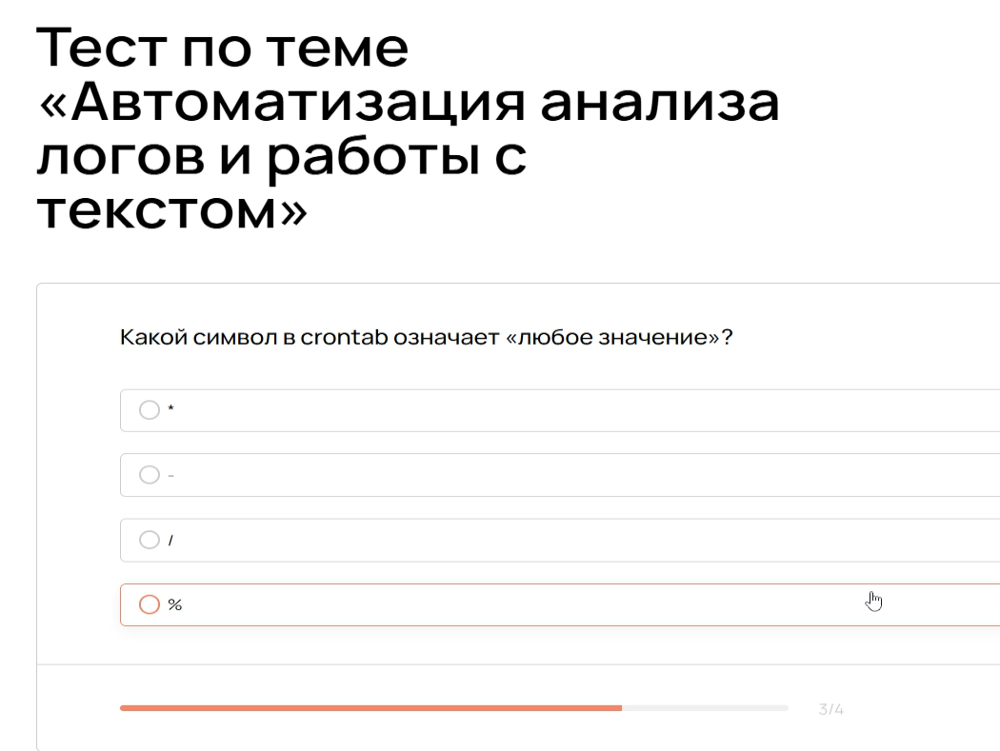 Тест по теме
«Автоматизация анализа
логов и работы с
текстом»
Какой символ в crontab означает «любое значение»?
*
-
/
%
3/4